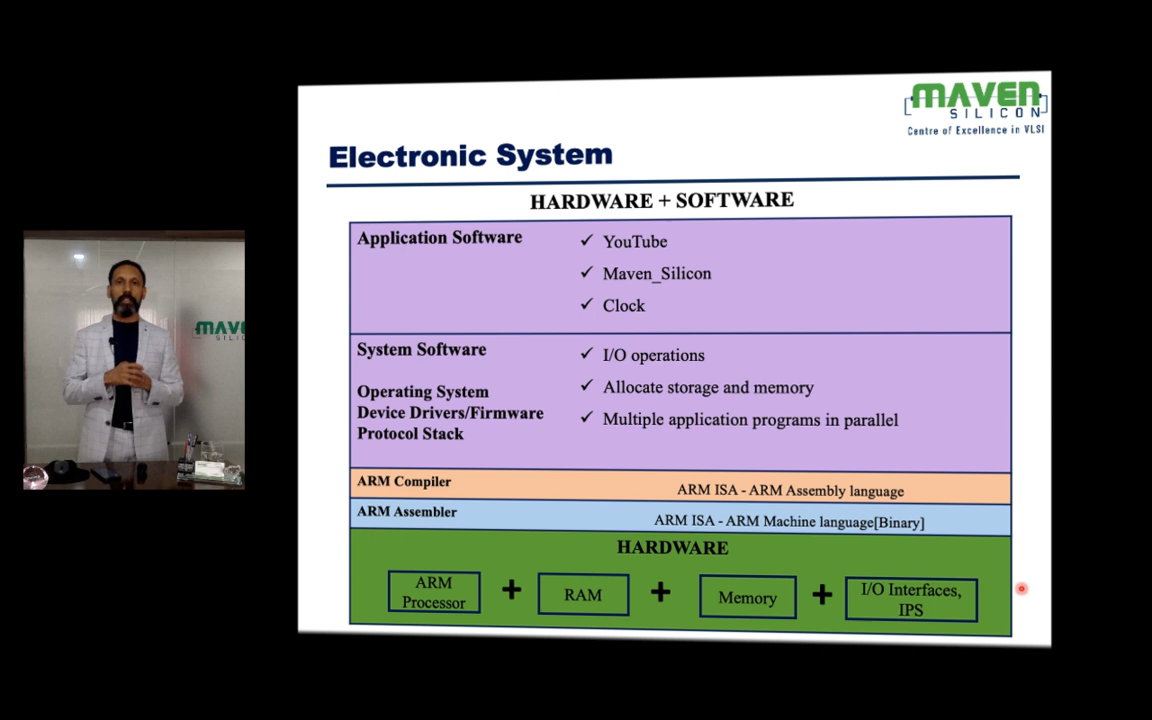 MAVEN
SILICON
Centre of Excellence in VLSI
Electronic System
HARDWARE + SOFTWARE
Application Software
✓ YouTube
✓ Maven_Silicon
✓ Clock
System Software
Operating System
Device Drivers/Firmware
Protocol Stack
✓ I/O operations
✓ Allocate storage and memory
✓ Multiple application programs in parallel
ARM Compiler
ARM ISA - ARM Assembly language
ARM Assembler
ARM ISA - ARM Machine language[Binary]
HARDWARE
ARM
Processor
+
RAM
+
Memory
+
I/O Interfaces,
IPS
MAVE
SILIC